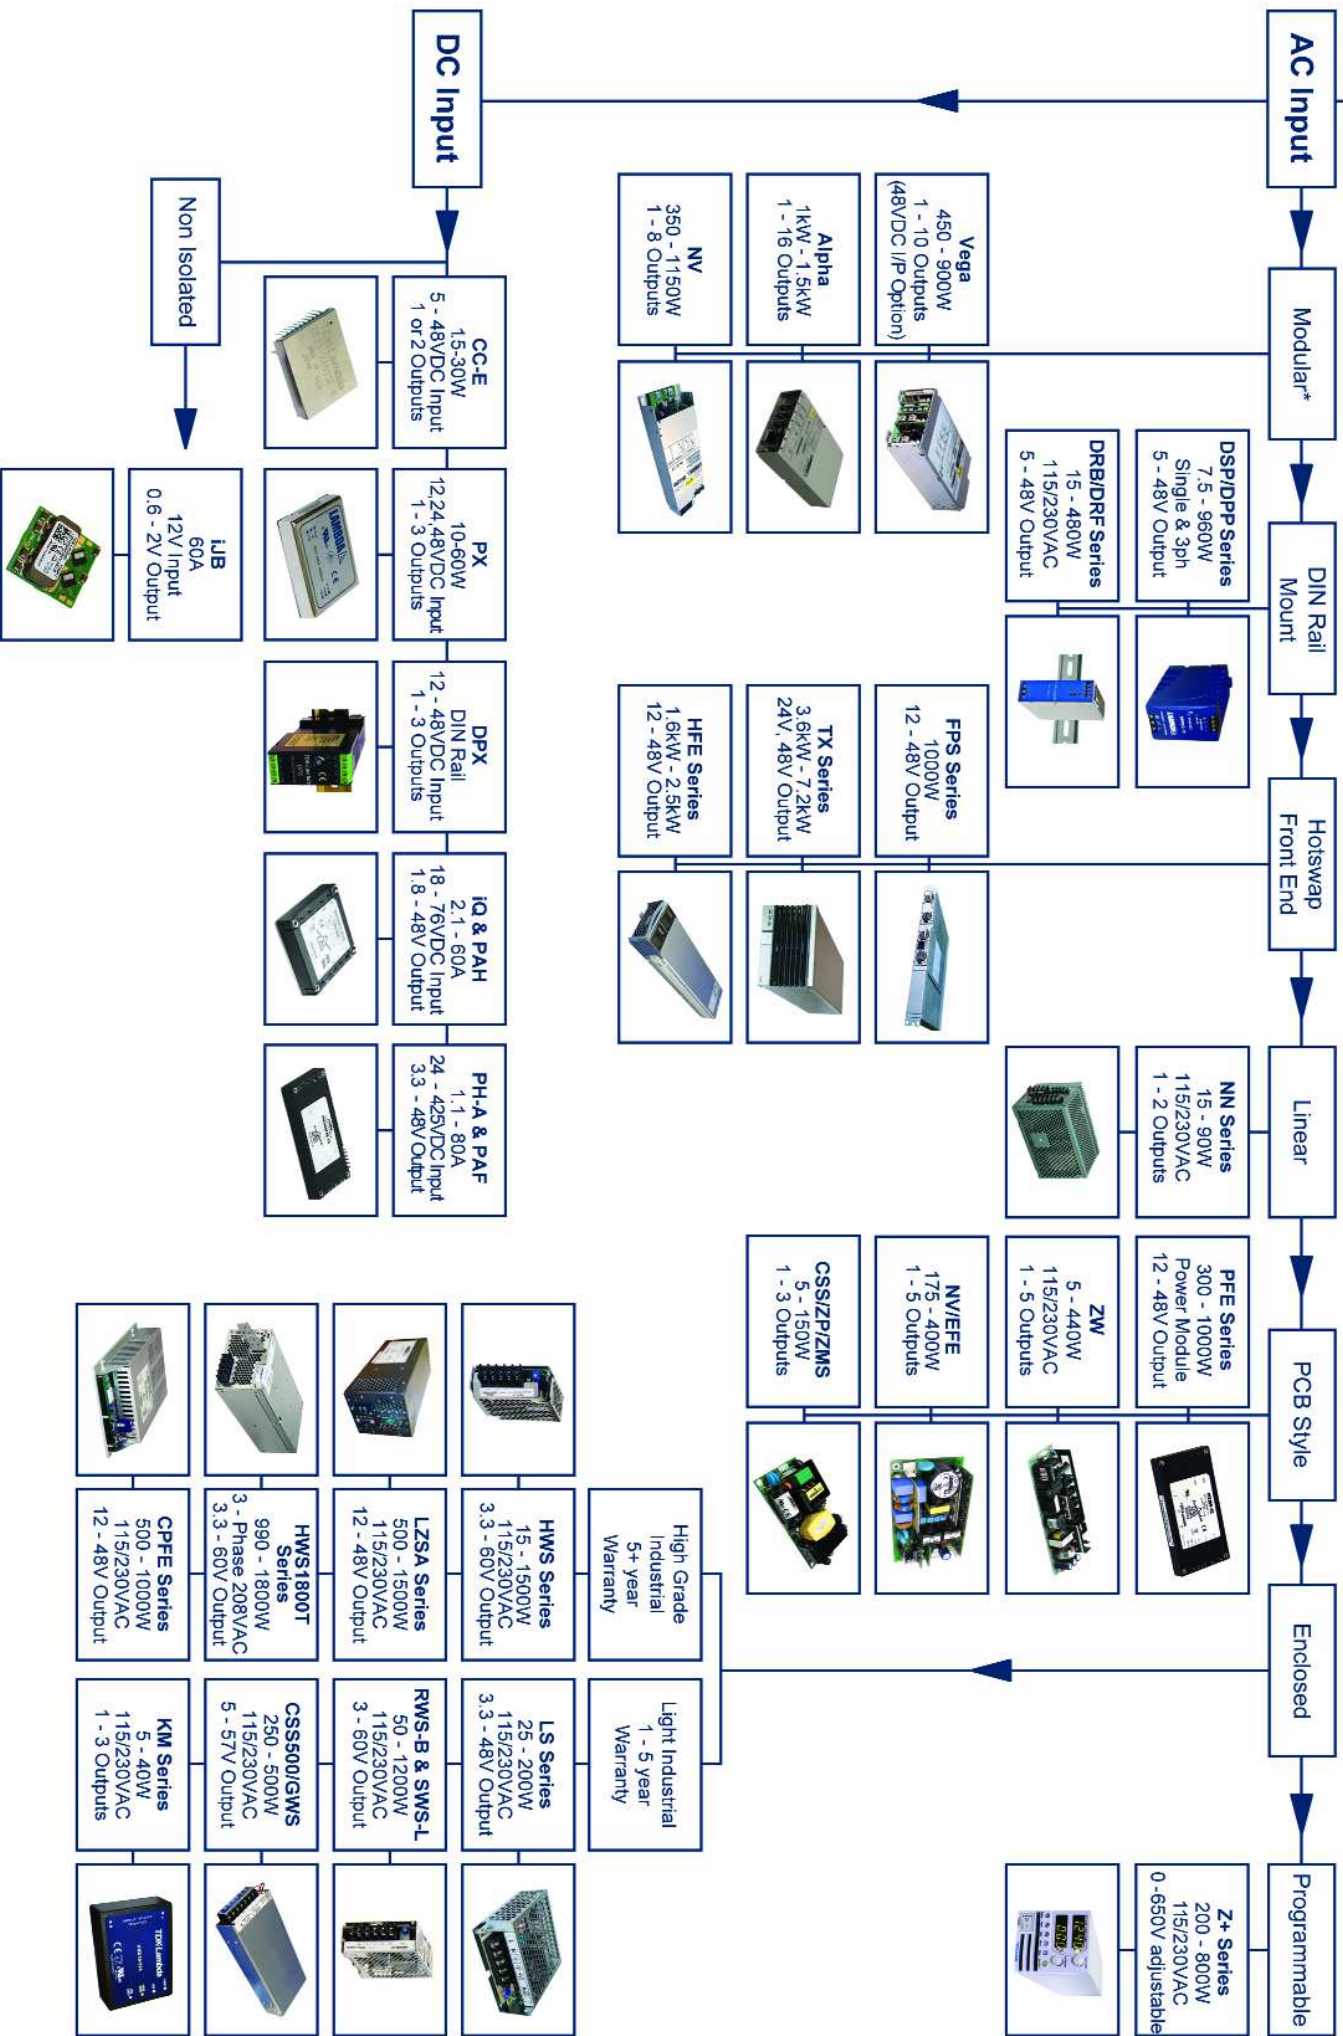 AC Input
Modular*
DIN Rail
Mount
Hotswap
Front End
Linear
PCB Style
Enclosed
Programmable
Vega
450 - 900W
1 - 10 Outputs
(48VDC I/P Option)
Alpha
1kW - 1.5kW
1 - 16 Outputs
NV
350 - 1150W
1 - 8 Outputs
DSP/DPP Series
7.5 - 960W
Single & 3ph
5 - 48V Output
DRB/DRF Series
15 - 480W
115/230VAC
5 - 48V Output
FPS Series
1000W
12 - 48V Output
TX Series
3.6kW - 7.2kW
24V, 48V Output
HFE Series
1.6kW - 2.5kW
12 - 48V Output
NN Series
15 - 90W
115/230VAC
1 - 2 Outputs
PFE Series
300 - 1000W
Power Module
12 - 48V Output
ZW
5 - 440W
115/230VAC
1 - 5 Outputs
NV/EFE
175 - 400W
1 - 5 Outputs
CSS/ZP/ZMS
5 - 150W
1 - 3 Outputs
High Grade
Industrial
5+ year
Warranty
Light Industrial
1 - 5 year
Warranty
HWS Series
15 - 1500W
115/230VAC
3.3 - 60V Output
LS Series
25 - 200W
115/230VAC
3.3 - 48V Output
LZSA Series
500 - 1500W
115/230VAC
12 - 48V Output
RWS-B & SWS-L
50 - 1200W
115/230VAC
3 - 60V Output
HWS1800T
Series
990 - 1800W
3 - Phase 208VAC
3.3 - 60V Output
CSS500/GWS
250 - 500W
115/230VAC
5 - 57V Output
CPFE Series
500 - 1000W
115/230VAC
12 - 48V Output
KM Series
5 - 40W
115/230VAC
1 - 3 Outputs
TDK-Lambda
Z+ Series
200 - 800W
115/230VAC
0 -650V adjustable
DC Input
CC-E
1.5-30W
5 - 48VDC Input
1 or 2 Outputs
PX
10-60W
12,24,48VDC Input
1 - 3 Outputs
LAMBDA
DPX
DIN Rail
12 - 48VDC Input
1 - 3 Outputs
iQ & PAH
2.1 - 60A
18 - 76VDC Input
1.8 - 48V Output
PH-A & PAF
1.1 - 80A
24 - 425VDC Input
3.3 - 48V Output
Non Isolated
iJB
60A
12V Input
0.6 - 2V Output